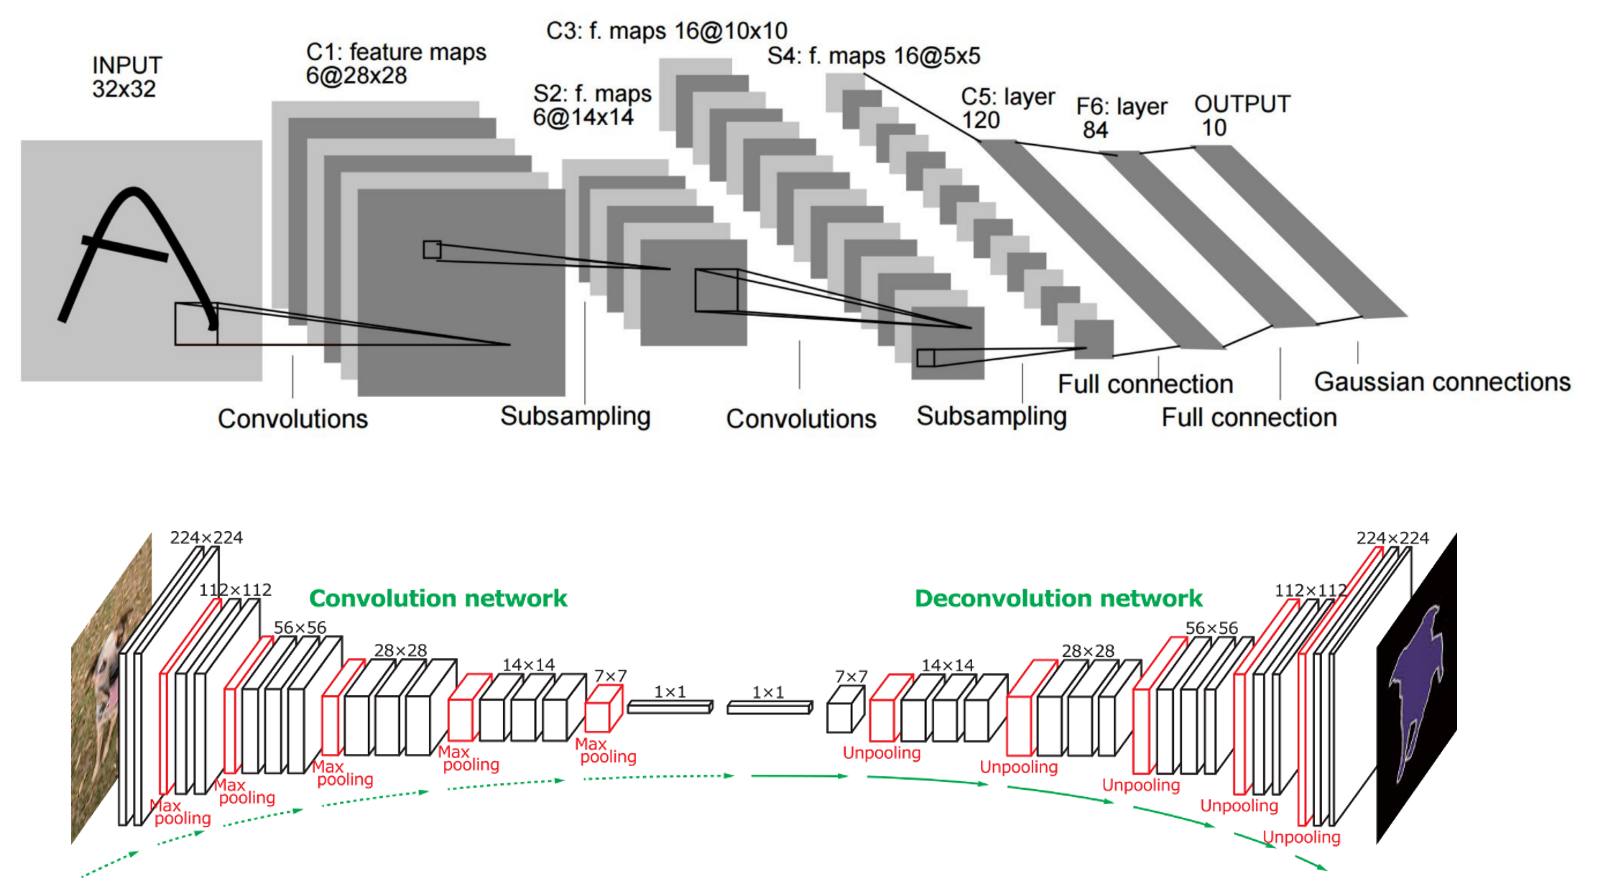 INPUT
32x32
C1: feature maps
6@28x28
S2: f. maps
6@14x14
C3: f. maps 16@10x10
S4: f. maps 16@5x5
C5: layer
120
F6: layer
84
OUTPUT
10
Convolutions
Subsampling
Convolutions
Subsampling
Full connection
Full connection
Gaussian connections
224×224
112×112
56×56
28×28
14×14
7×7
1×1
1×1
7×7
14×14
28×28
56×56
112×112
224×224
Convolution network
Deconvolution network
Max
pooling
Max
pooling
Max
pooling
Max
pooling
Max
pooling
Unpooling
Unpooling
Unpooling
Unpooling
Unpooling